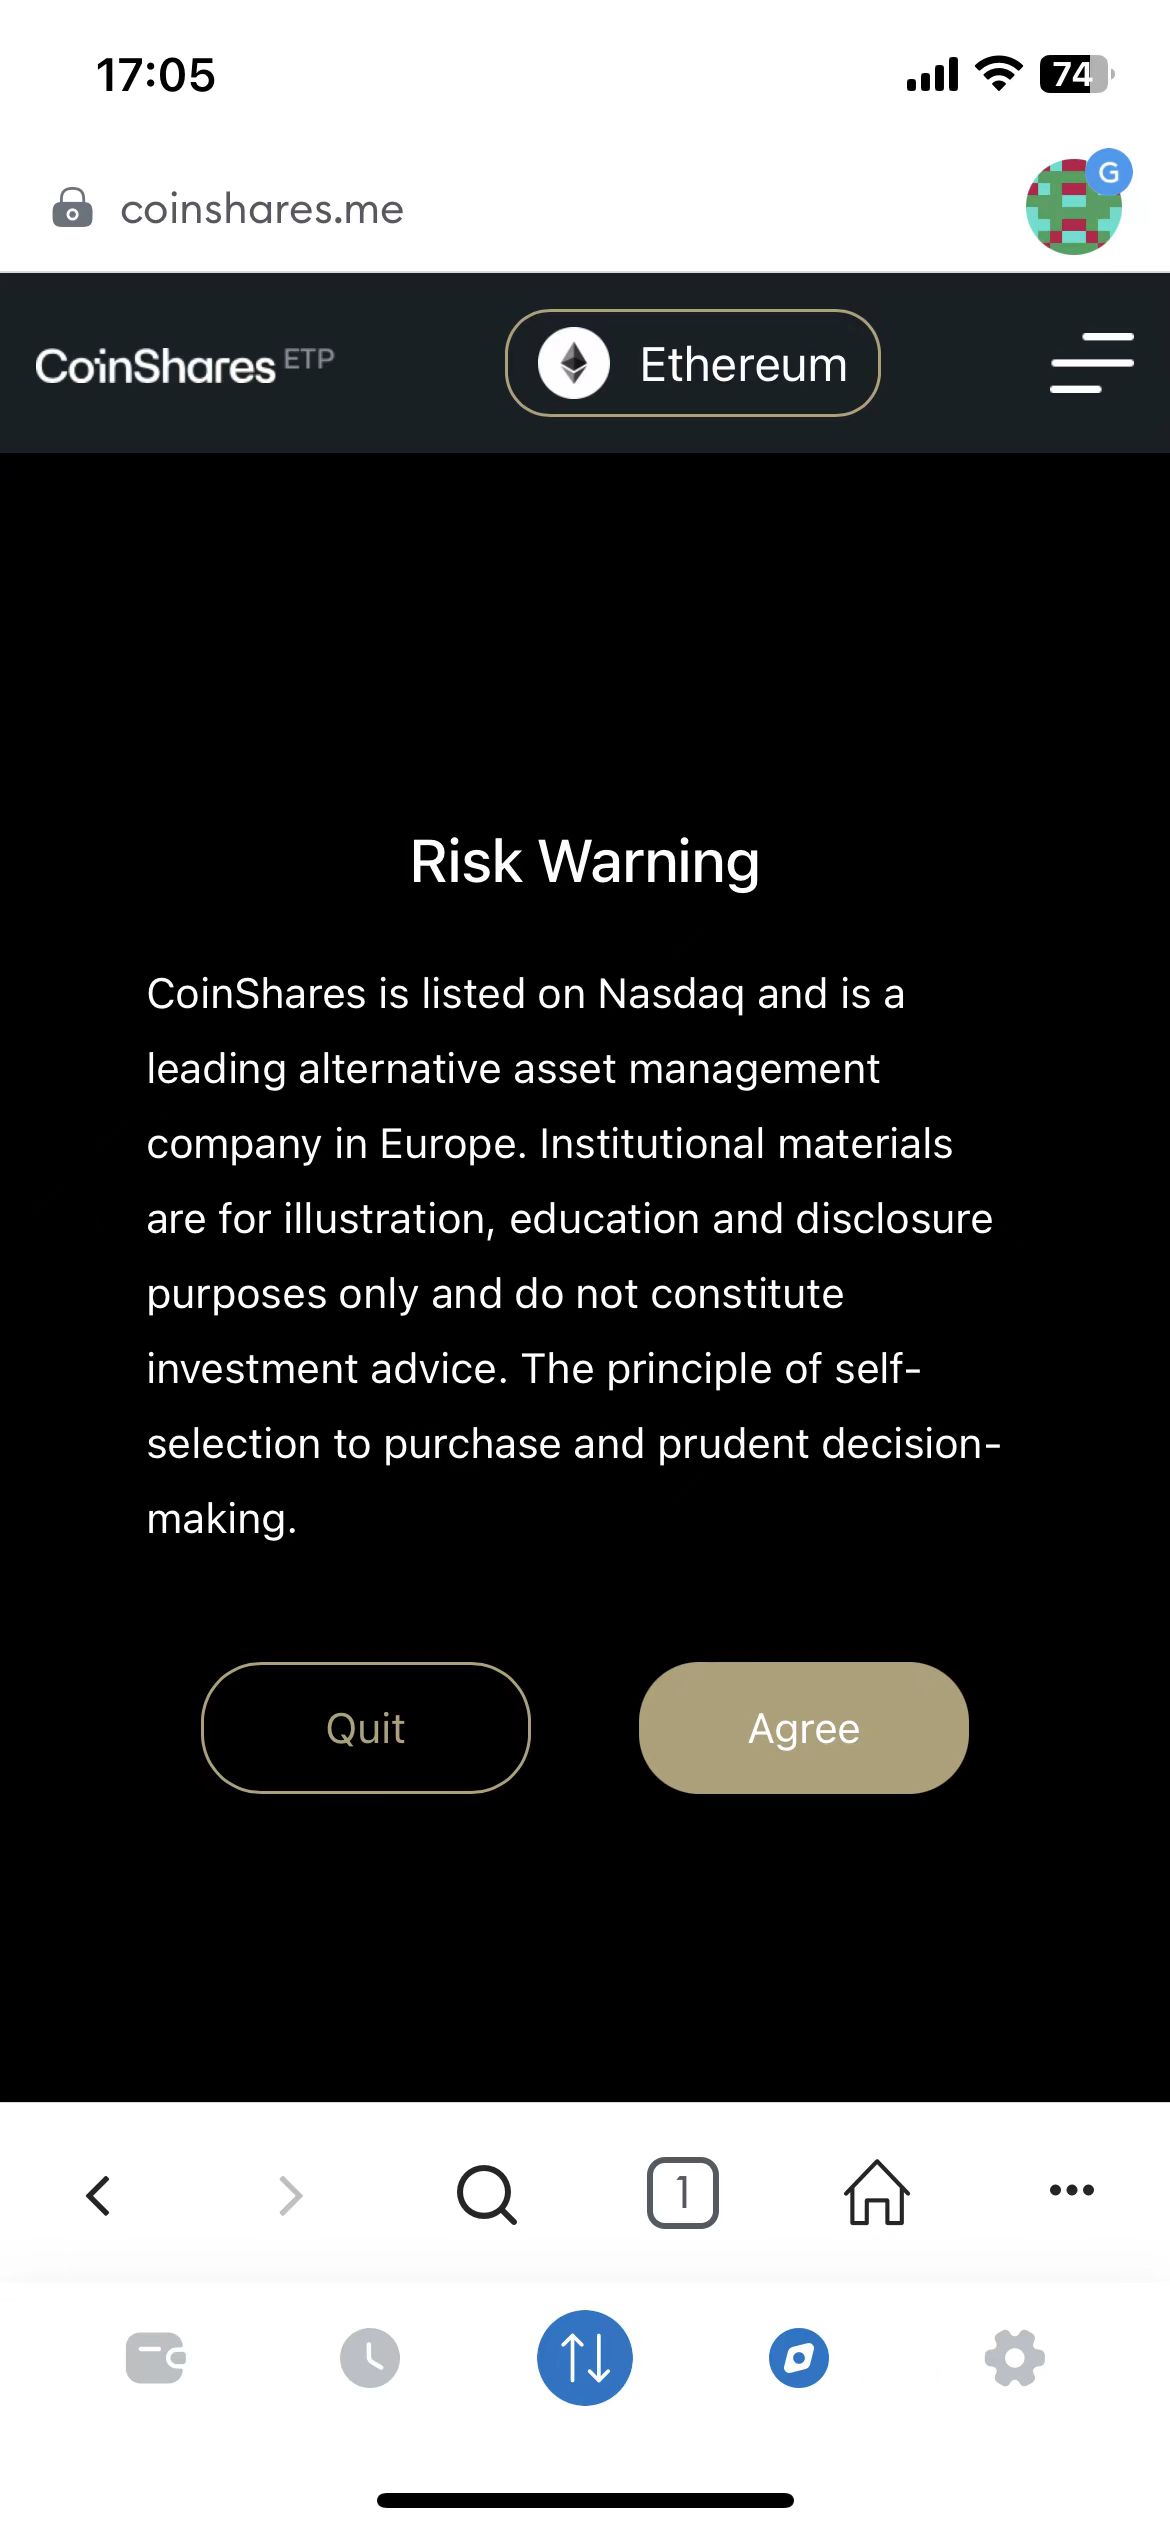 17:05
74
coinshares.me
G
CoinShares ETP
Ethereum
Risk Warning
CoinShares is listed on Nasdaq and is a
leading alternative asset management
company in Europe. Institutional materials
are for illustration, education and disclosure
purposes only and do not constitute
investment advice. The principle of self-
selection to purchase and prudent decision-
making.
Quit
Agree
1